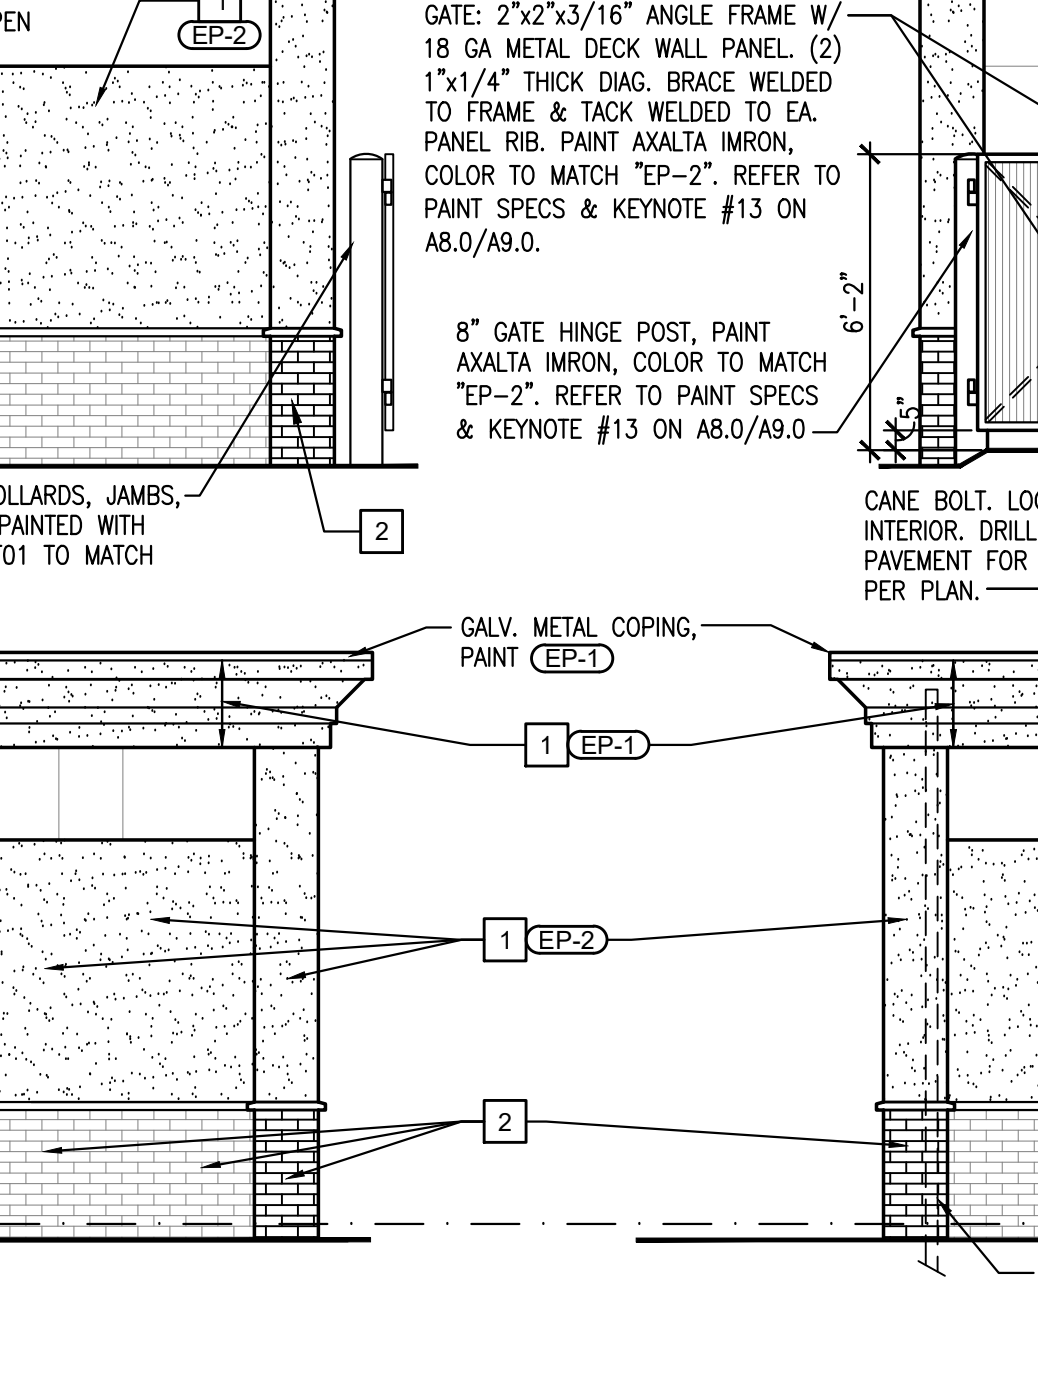 PEN
1
EP-2
GATE: 2"x2"x3/16" ANGLE FRAME W/
18 GA METAL DECK WALL PANEL. (2)
1"x1/4" THICK DIAG. BRACE WELDED
TO FRAME & TACK WELDED TO EA.
PANEL RIB. PAINT AXALTA IMRON,
COLOR TO MATCH "EP-2". REFER TO
PAINT SPECS & KEYNOTE #13 ON
A8.0/A9.0.
8" GATE HINGE POST, PAINT
AXALTA IMRON, COLOR TO MATCH
"EP-2". REFER TO PAINT SPECS
& KEYNOTE #13 ON A8.0/A9.0
6'-2"
5"
OLLARDS, JAMBS,
PAINTED WITH
T01 TO MATCH
2
CANE BOLT. LOC
INTERIOR. DRILL
PAVEMENT FOR
PER PLAN.
GALV. METAL COPING,
PAINT EP-1
1 EP-1
1 EP-2
2